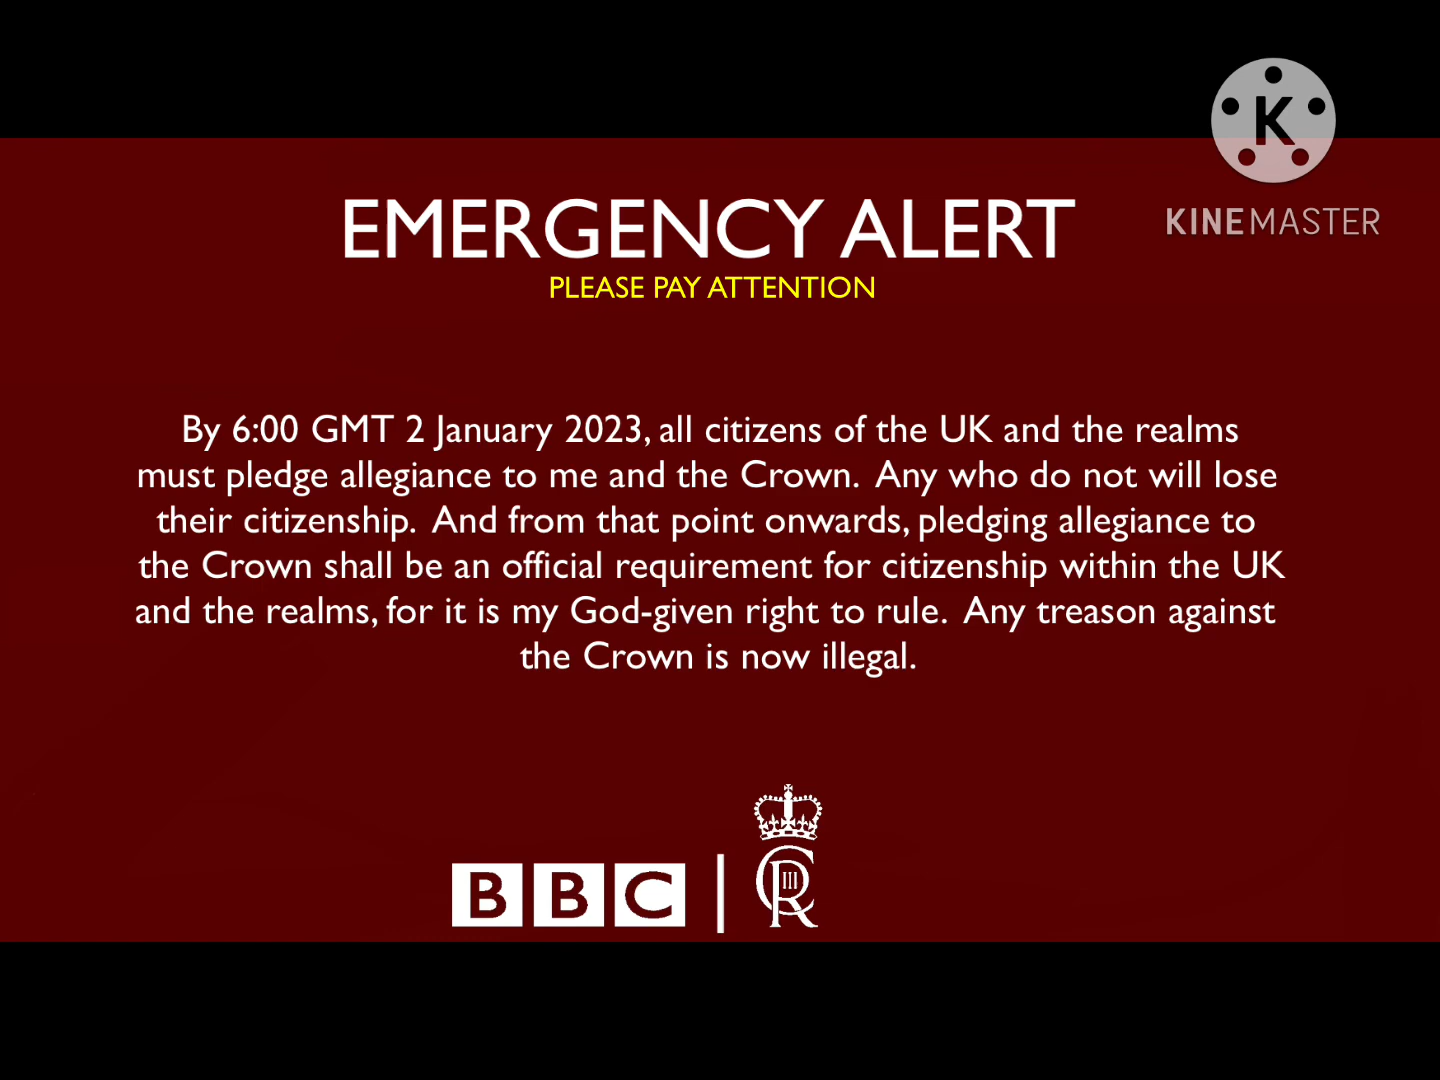 K
KINEMASTER
EMERGENCY ALERT
PLEASE PAY ATTENTION
By 6:00 GMT 2 January 2023, all citizens of the UK and the realms
must pledge allegiance to me and the Crown.  Any who do not will lose
their citizenship.  And from that point onwards, pledging allegiance to
the Crown shall be an official requirement for citizenship within the UK
and the realms, for it is my God-given right to rule.  Any treason against
the Crown is now illegal.
BBC
CRIII